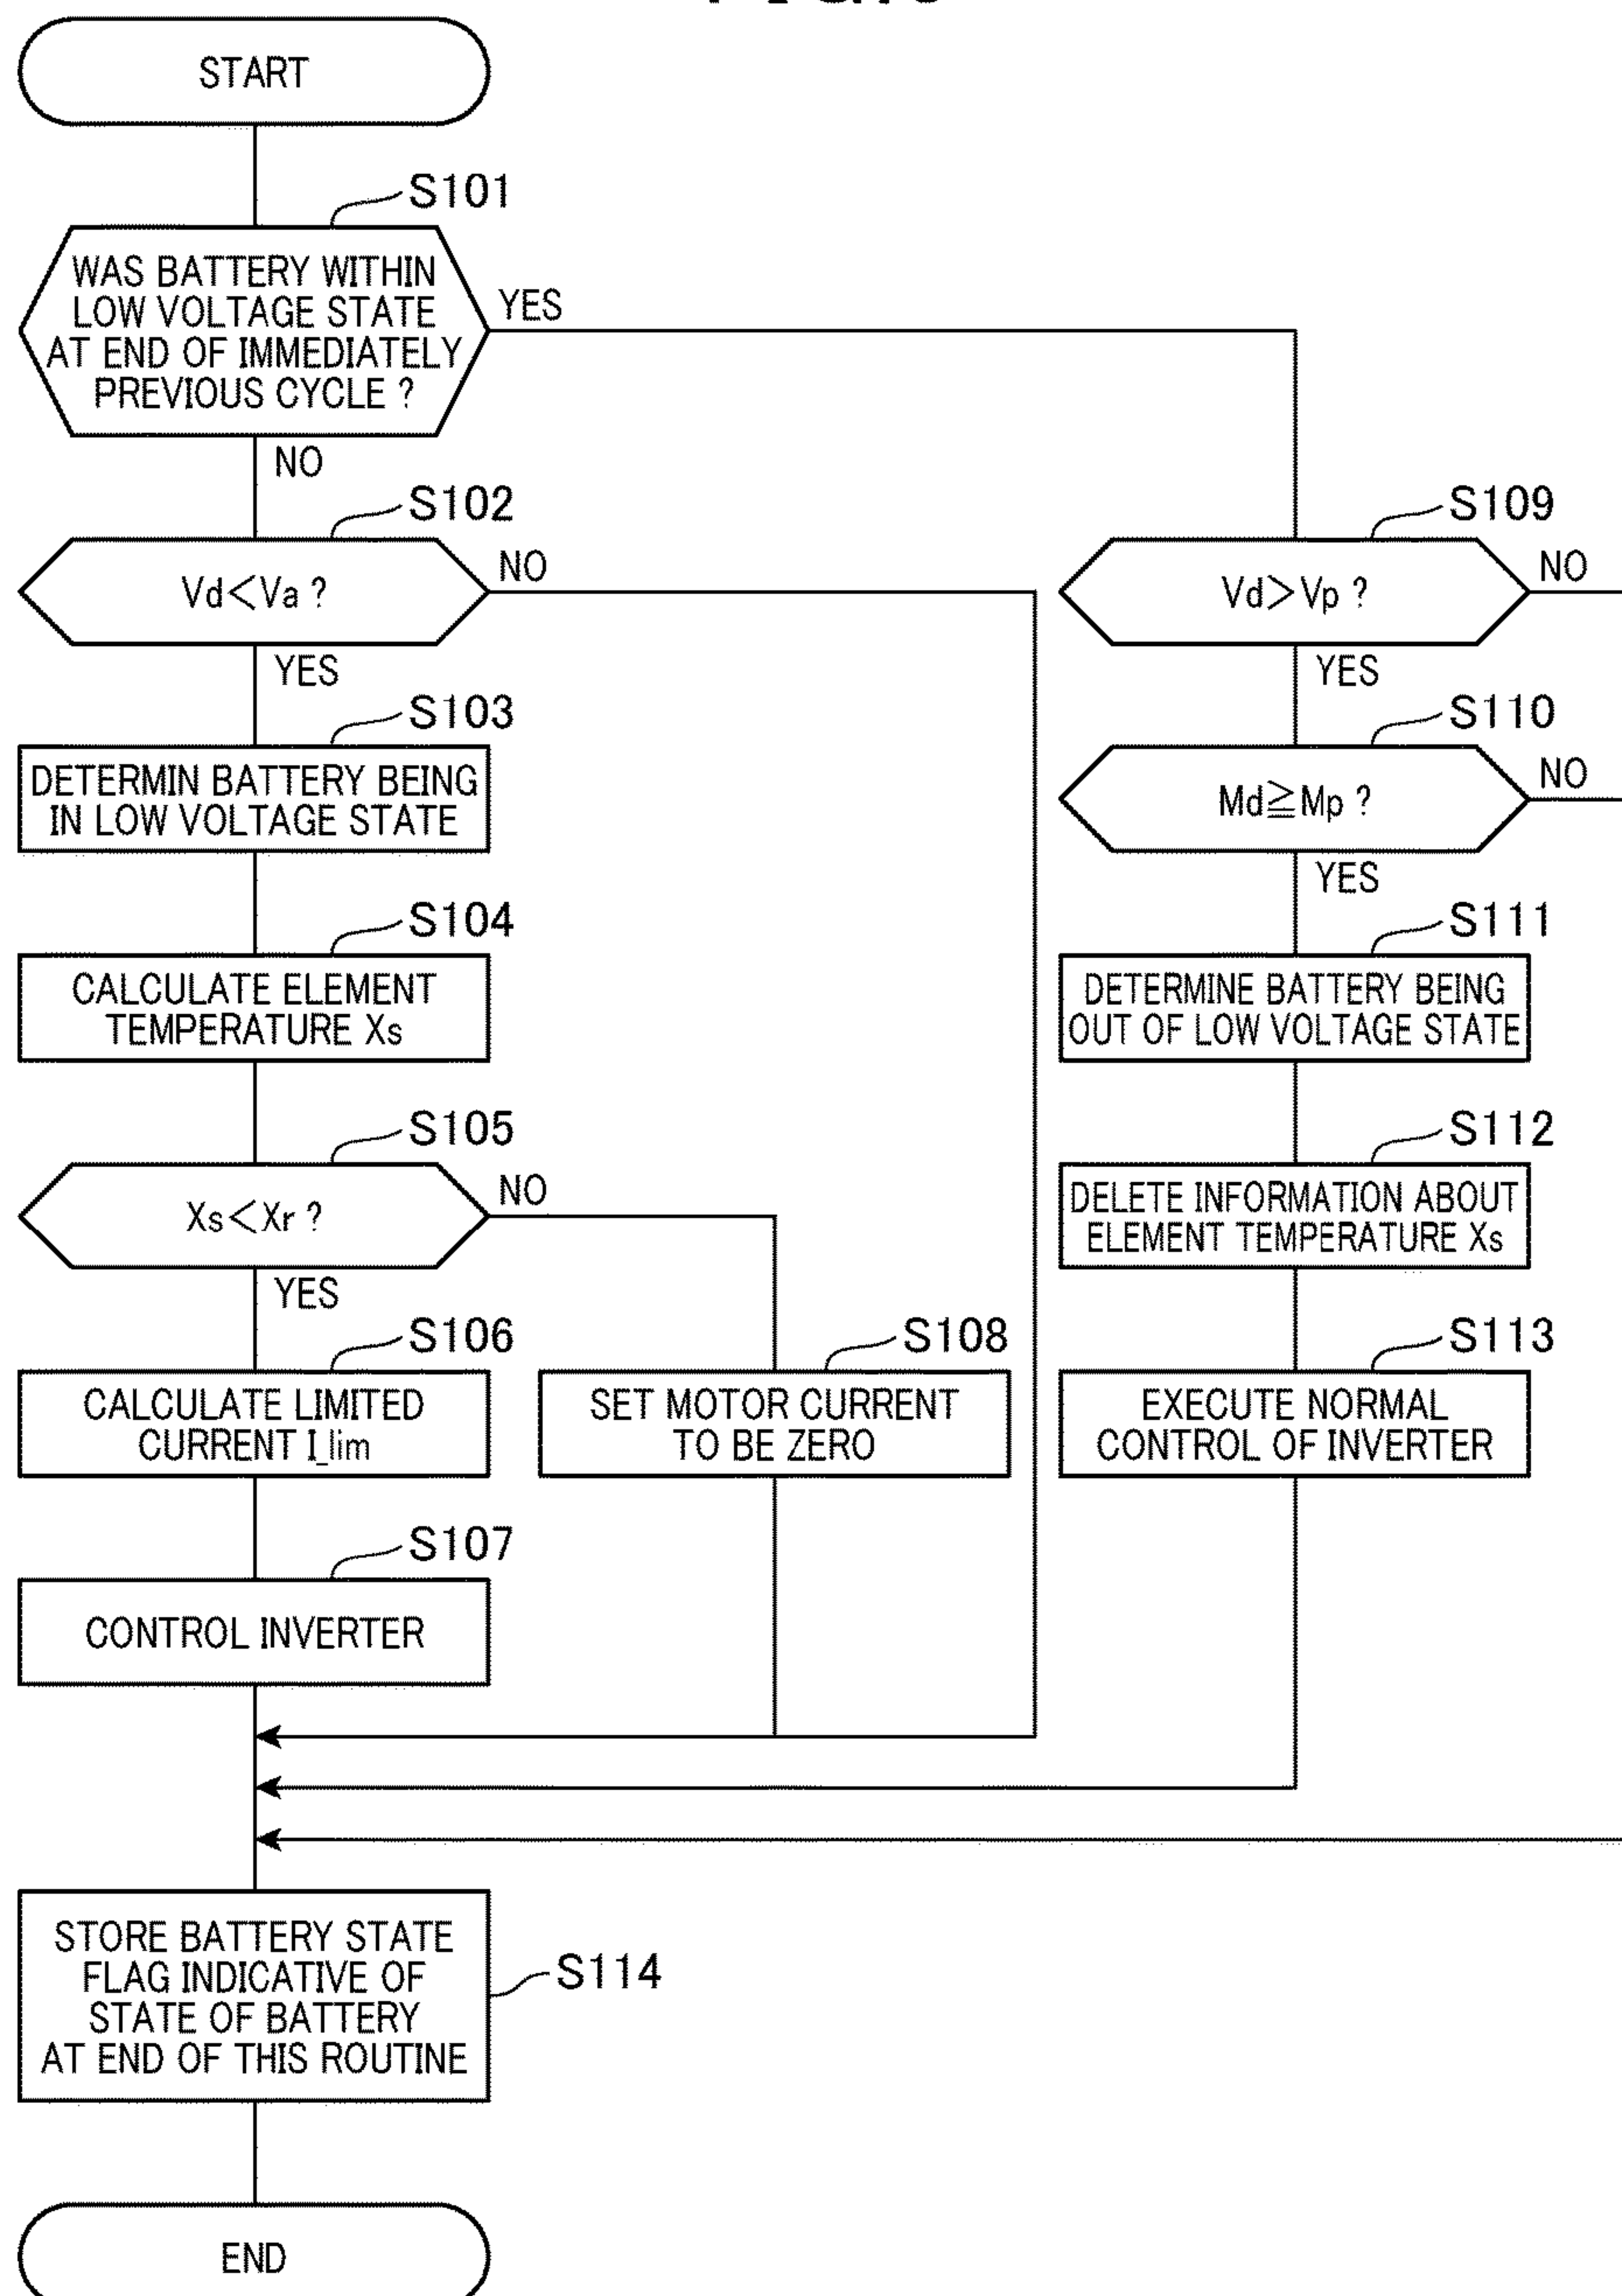 START
S101
WAS BATTERY WITHIN
LOW VOLTAGE STATE
AT END OF IMMEDIATELY
PREVIOUS CYCLE ?
YES
NO
S102
Vd<Va ?
NO
YES
S103
DETERMIN BATTERY BEING
IN LOW VOLTAGE STATE
S104
CALCULATE ELEMENT
TEMPERATURE Xs
S105
Xs<Xr ?
NO
YES
S106
CALCULATE LIMITED
CURRENT I_lim
S107
CONTROL INVERTER
S108
SET MOTOR CURRENT
TO BE ZERO
S109
Vd>Vp ?
NO
YES
S110
Md≧Mp ?
NO
YES
S111
DETERMINE BATTERY BEING
OUT OF LOW VOLTAGE STATE
S112
DELETE INFORMATION ABOUT
ELEMENT TEMPERATURE Xs
S113
EXECUTE NORMAL
CONTROL OF INVERTER
S114
STORE BATTERY STATE
FLAG INDICATIVE OF
STATE OF BATTERY
AT END OF THIS ROUTINE
END